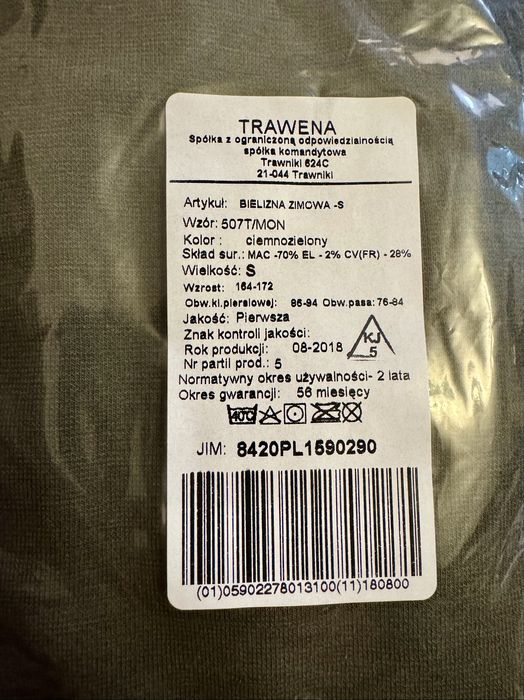 TRAWENA
Spółka z ograniczoną odpowiedzialnością
spółka komandytowa
Trawniki 624C
21-044 Trawniki
Artykuł: BIELIZNA ZIMOWA -S
Wzór: 507T/MON
Kolor : ciemnozielony
Skład sur.: MAC -70% EL - 2% CV(FR) - 28%
Wielkość: S
Wzrost: 164-172
Obw.kl.piersiowej: 86-94 Obw.pasa: 76-84
Jakość: Pierwsza
Znak kontroli jakości:
KJ
5
Rok produkcji: 08-2018
Nr partii prod.: 5
Normatywny okres używalności- 2 lata
Okres gwarancji: 56 miesięcy
40C
JIM: 8420PL1590290
(01)05902278013100(11)180800